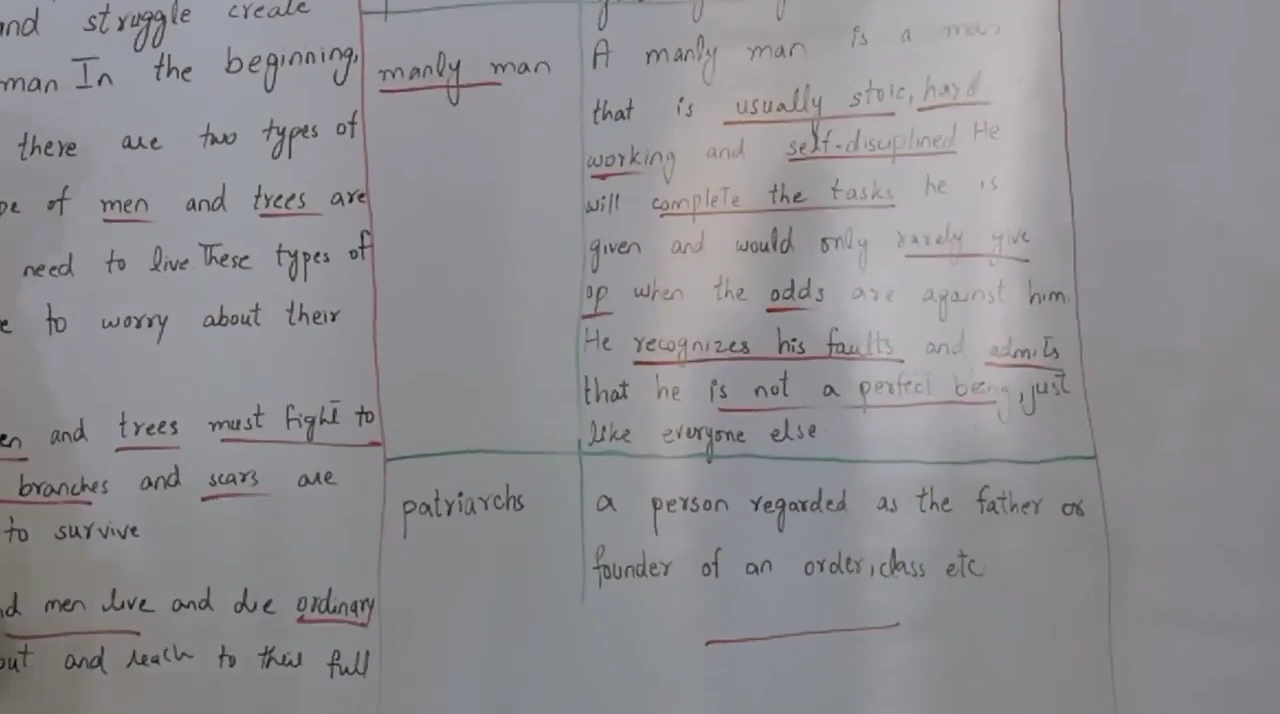 and struggle create
man In the beginning,
there are two types of
of men and trees are
need to live These types of
to worry about their
and trees must fight to
branches and scars are
to survive
men live and die ordinary
out and reach to their full
manly man
A manly man is a man
that is usually stoic, hard
working and self-disciplined He
will complete the tasks he is
given and would only rarely give
op when the odds are against him.
He recognizes his faults and admits
that he is not a perfect being, just
like everyone else
patriarchs
a person regarded as the father or
founder of an order, class etc